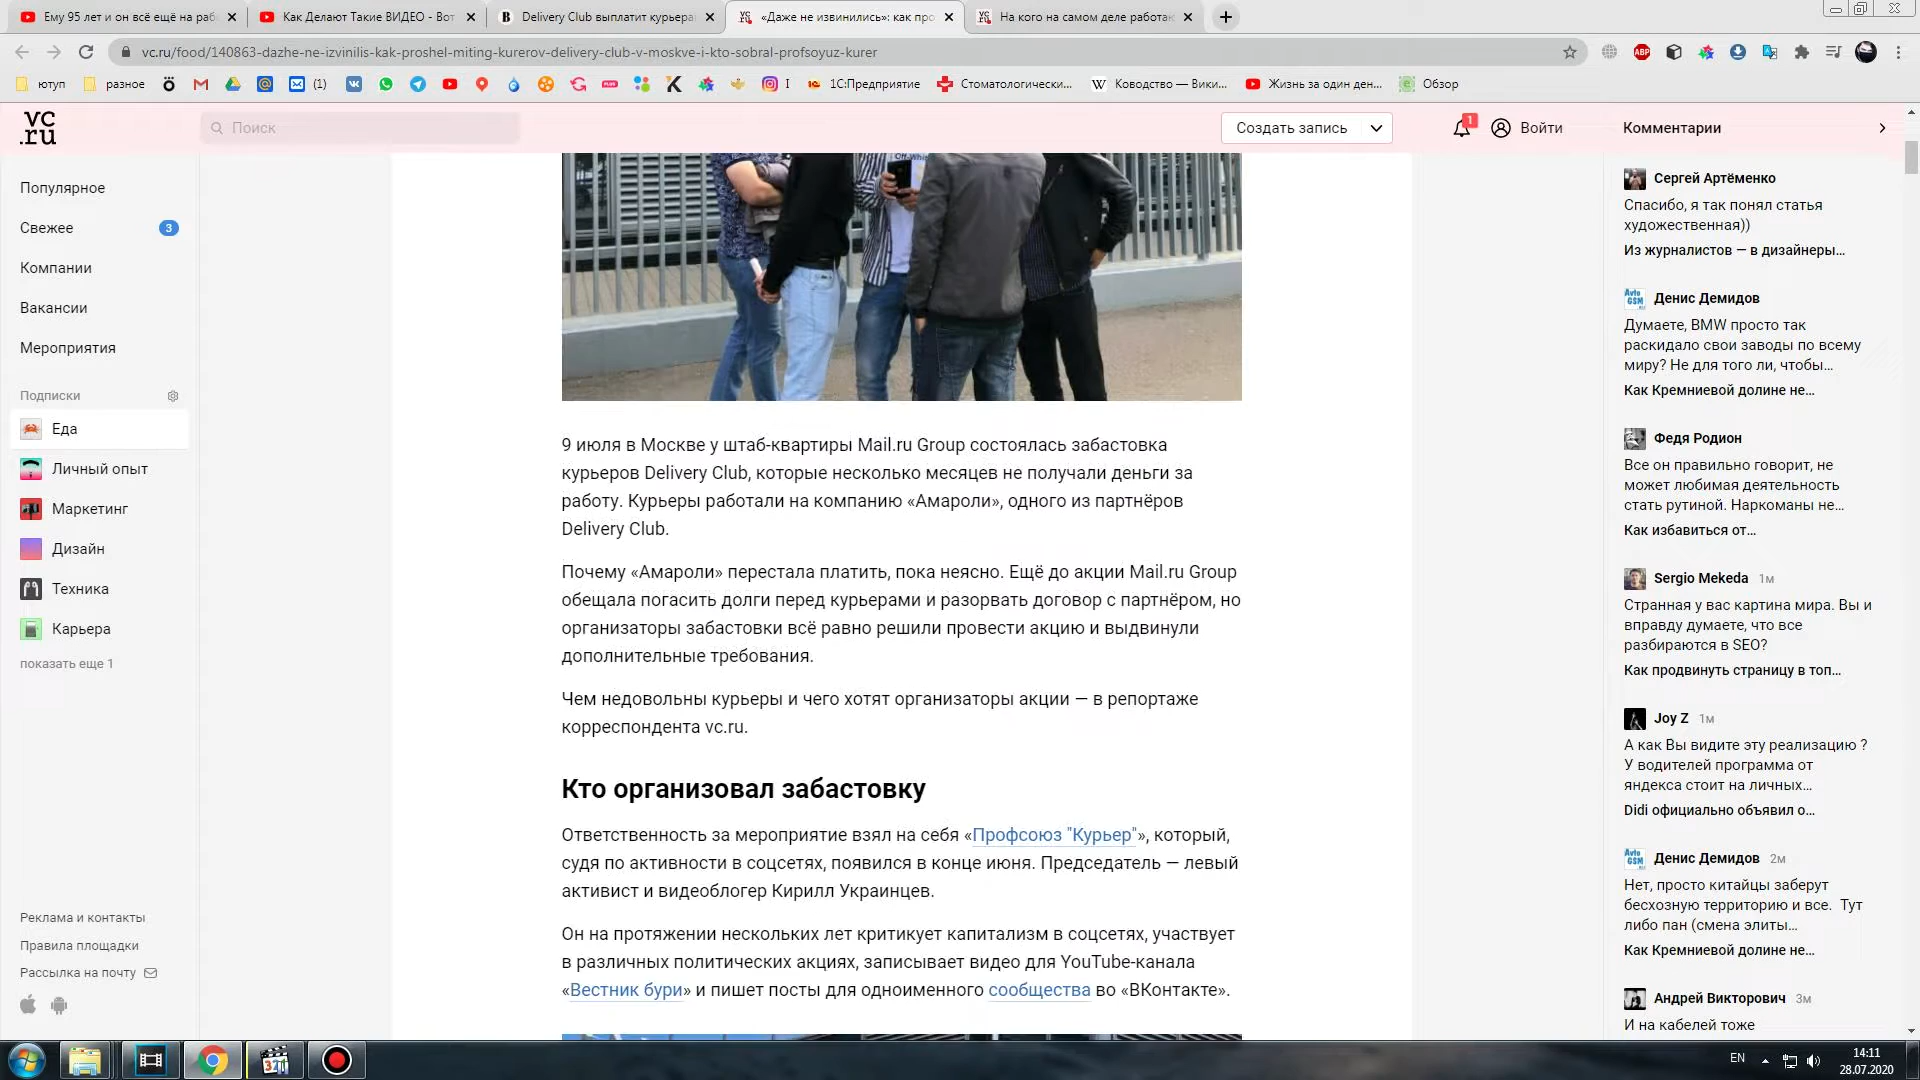 Ему 95 лет и он всё ещё на раб
Как Делают Такие ВИДЕО - Вот
Delivery Club выплатит курьера
«Даже не извинились»: как про
На кого на самом деле работаю
vc.ru/food/140863-dazhe-ne-izvinilis-kak-proshel-miting-kurerov-delivery-club-v-moskve-i-kto-sobral-profsoyuz-kurer
ABP
ютуп
разное
(1)
I
1С:Предприятие
Стоматологически...
Ководство — Вики...
Жизнь за один ден...
Обзор
vc
.ru
Поиск
Создать запись
1
Войти
Комментарии
Популярное
Свежее
3
Компании
Вакансии
Мероприятия
Подписки
Еда
Личный опыт
Маркетинг
Дизайн
Техника
Карьера
показать еще 1
Реклама и контакты
Правила площадки
Рассылка на почту
9 июля в Москве у штаб-квартиры Mail.ru Group состоялась забастовка
курьеров Delivery Club, которые несколько месяцев не получали деньги за
работу. Курьеры работали на компанию «Амароли», одного из партнёров
Delivery Club.
Почему «Амароли» перестала платить, пока неясно. Ещё до акции Mail.ru Group
обещала погасить долги перед курьерами и разорвать договор с партнёром, но
организаторы забастовки всё равно решили провести акцию и выдвинули
дополнительные требования.
Чем недовольны курьеры и чего хотят организаторы акции — в репортаже
корреспондента vc.ru.
Кто организовал забастовку
Ответственность за мероприятие взял на себя «Профсоюз "Курьер"», который,
судя по активности в соцсетях, появился в конце июня. Председатель — левый
активист и видеоблогер Кирилл Украинцев.
Он на протяжении нескольких лет критикует капитализм в соцсетях, участвует
в различных политических акциях, записывает видео для YouTube-канала
«Вестник бури» и пишет посты для одноименного сообщества во «ВКонтакте».
Сергей Артёменко
Спасибо, я так понял статья
художественная))
Из журналистов — в дизайнеры...
Денис Демидов
Думаете, BMW просто так
раскидало свои заводы по всему
миру? Не для того ли, чтобы...
Как Кремниевой долине не...
Федя Родион
Все он правильно говорит, не
может любимая деятельность
стать рутиной. Наркоманы не...
Как избавиться от...
Sergio Mekeda 1м
Странная у вас картина мира. Вы и
вправду думаете, что все
разбираются в SEO?
Как продвинуть страницу в топ...
Joy Z 1м
А как Вы видите эту реализацию ?
У водителей программа от
яндекса стоит на личных...
Didi официально объявил о...
Денис Демидов 2м
Нет, просто китайцы заберут
бесхозную территорию и все. Тут
либо пан (смена элиты...
Как Кремниевой долине не...
Андрей Викторович 3м
И на кабелей тоже
EN
14:11
28.07.2020